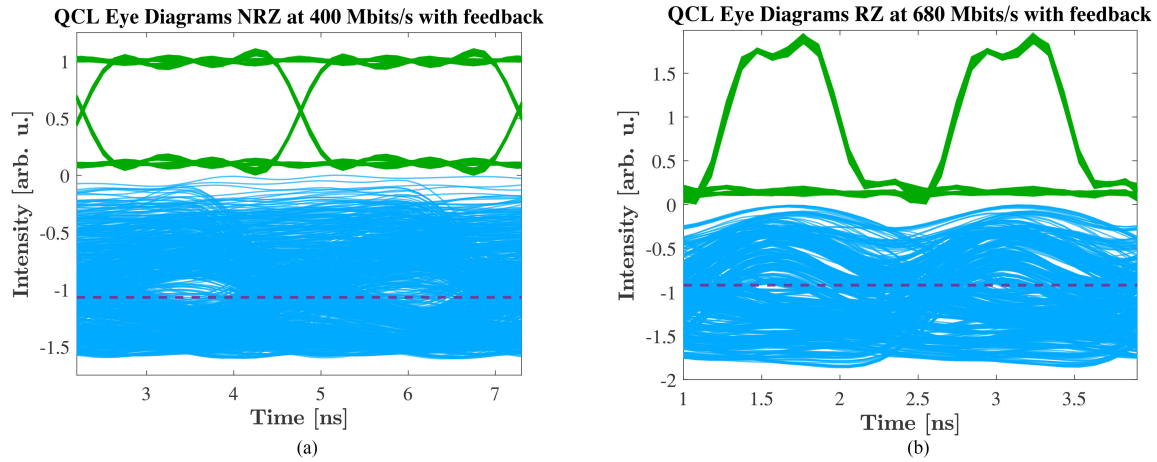 QCL Eye Diagrams NRZ at 400 Mbits/s with feedback
Intensity [arb. u.]
1
0.5
0
-0.5
-1
-1.5
3 4 5 6 7
Time [ns]
(a)
QCL Eye Diagrams RZ at 680 Mbits/s with feedback
Intensity [arb. u.]
1.5
1
0.5
0
-0.5
-1
-1.5
-2
1 1.5 2 2.5 3 3.5
Time [ns]
(b)